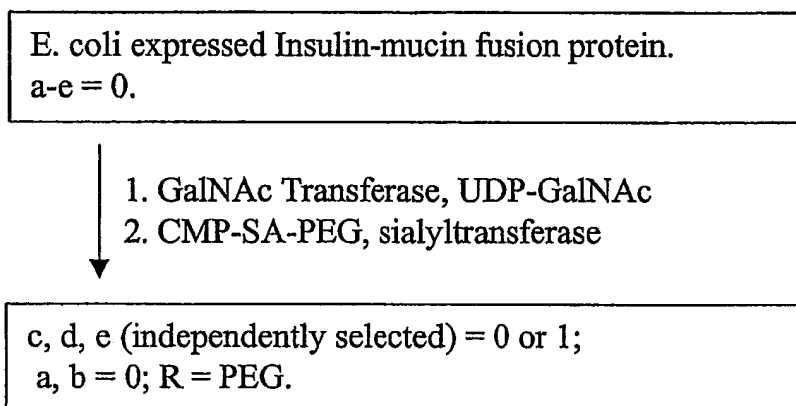 E. coli expressed Insulin-mucin fusion protein.
a-e = 0.
1. GalNAc Transferase, UDP-GalNAc
2. CMP-SA-PEG, sialyltransferase
c, d, e (independently selected) = 0 or 1;
a, b = 0; R = PEG.